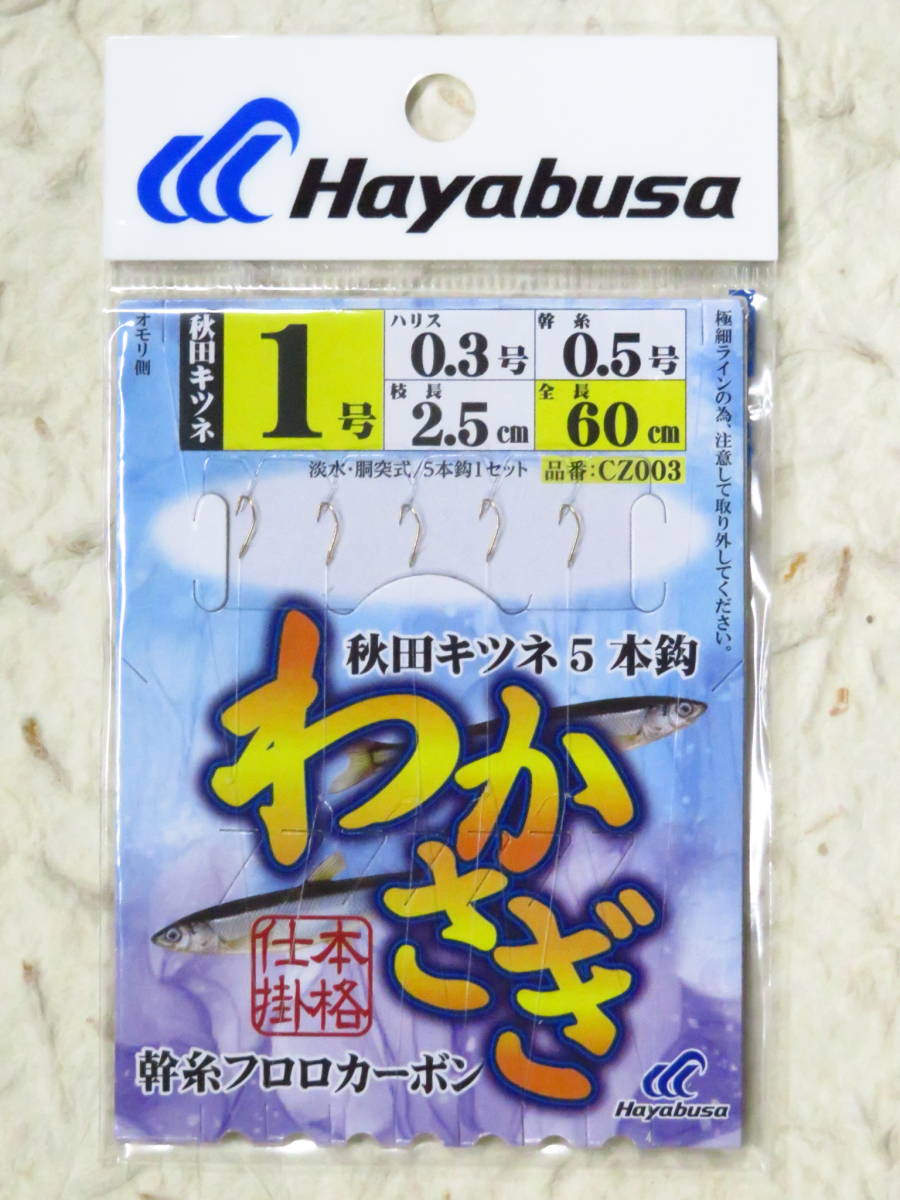 Hayabusa
オモリ側
秋田キツネ
1号
ハリス
0.3号
幹糸
0.5号
枝長
2.5cm
全長
60cm
淡水・胴突式/5本鈎1セット
品番:CZ003
極細ラインの為、注意して取り外してください。
秋田キツネ5本鈎
わかさぎ
本格
仕掛
幹糸フロロカーボン
Hayabusa
4